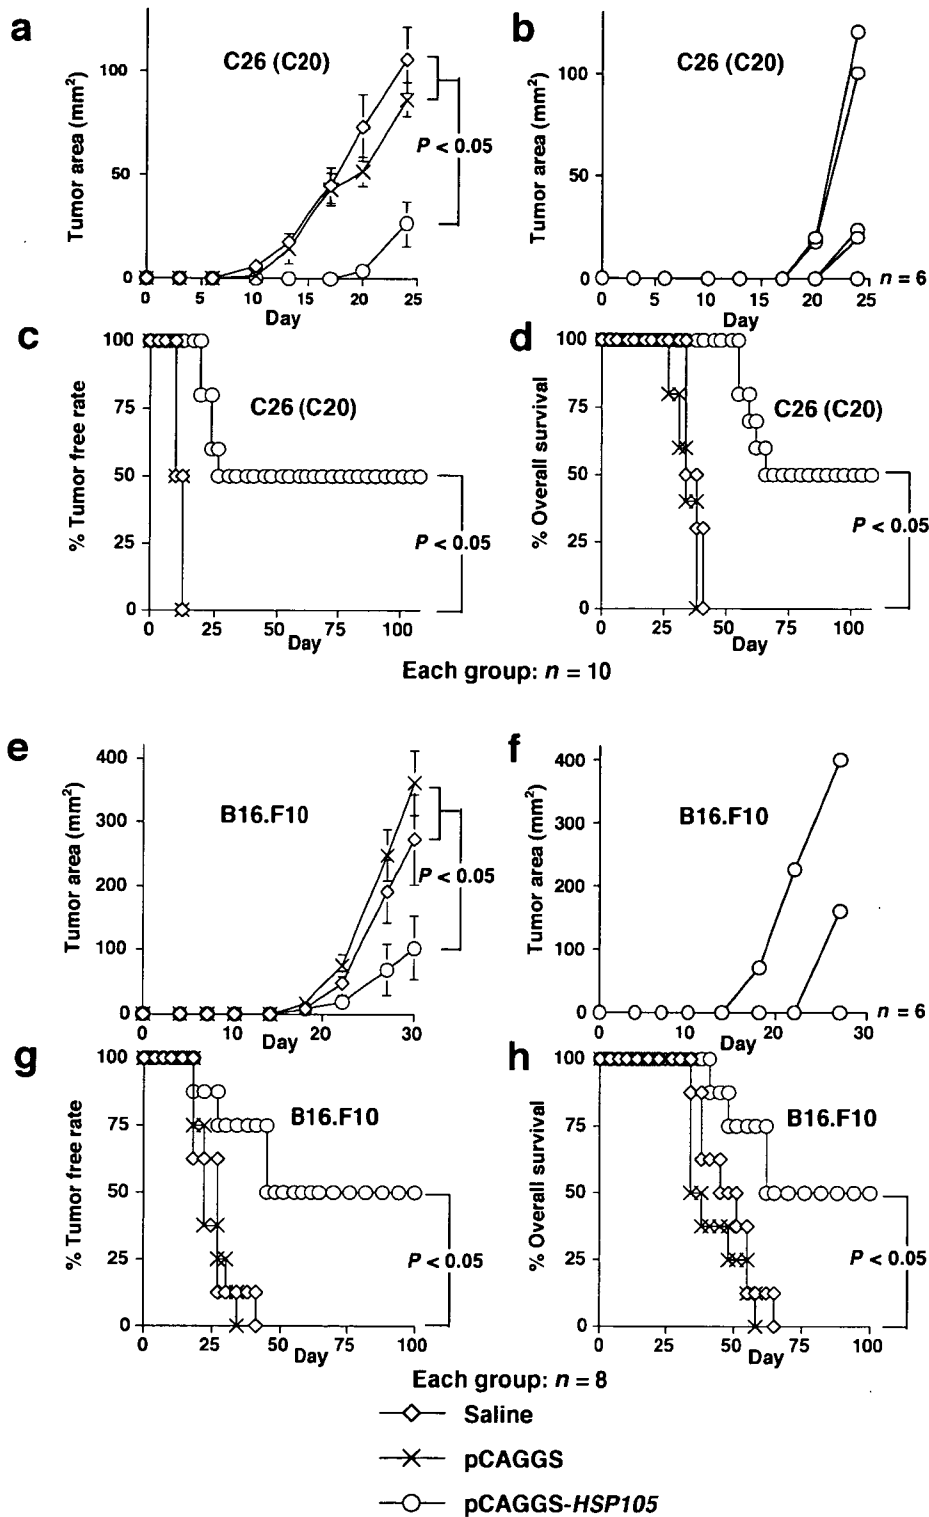 a
Tumor area (mm²)
100
50
0
C26 (C20)
P < 0.05
0 5 10 15 20 25
Day
b
Tumor area (mm²)
100
50
0
C26 (C20)
n = 6
0 5 10 15 20 25
Day
c
% Tumor free rate
100
75
50
25
0
C26 (C20)
P < 0.05
0 25 50 75 100
Day
d
% Overall survival
100
75
50
25
0
C26 (C20)
P < 0.05
0 25 50 75 100
Day
Each group: n = 10
e
Tumor area (mm²)
400
300
200
100
0
B16.F10
P < 0.05
0 10 20 30
Day
f
Tumor area (mm²)
400
300
200
100
0
B16.F10
n = 6
0 10 20 30
Day
g
% Tumor free rate
100
75
50
25
0
B16.F10
P < 0.05
0 25 50 75 100
Day
h
% Overall survival
100
75
50
25
0
B16.F10
P < 0.05
0 25 50 75 100
Day
Each group: n = 8
Saline
pCAGGS
pCAGGS-HSP105